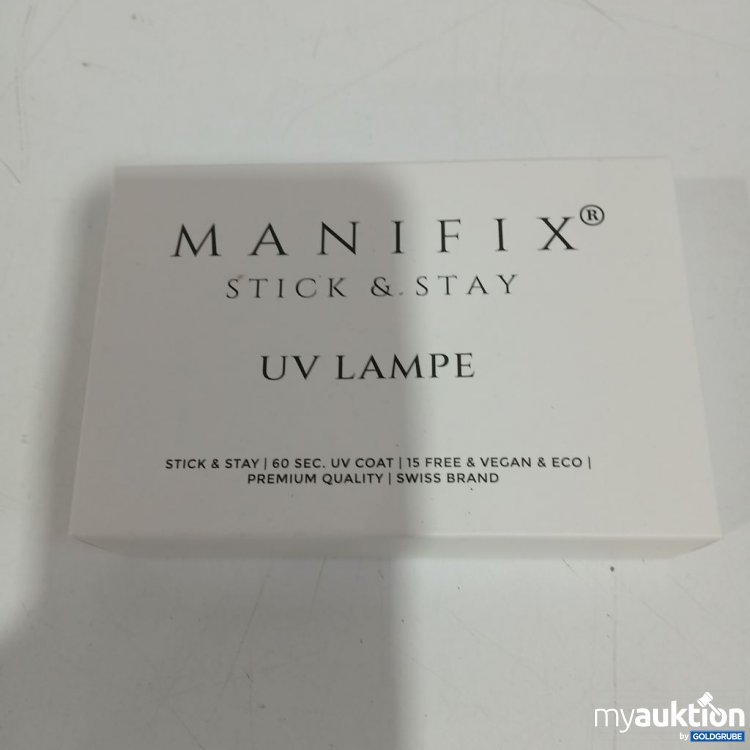 MANIFIX®
STICK & STAY
UV LAMPE
STICK & STAY | 60 SEC. UV COAT | 15 FREE & VEGAN & ECO |
PREMIUM QUALITY | SWISS BRAND
myauktion
by GOLDGRUBE